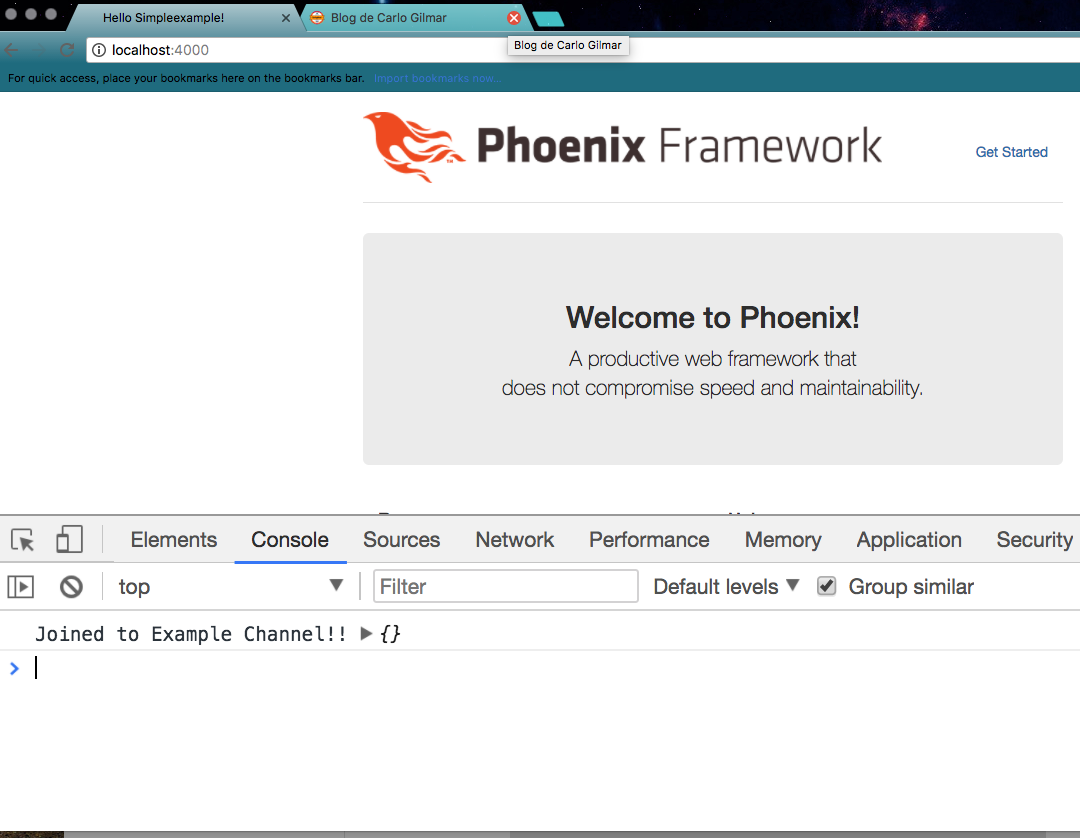 Hello Simpleexample!
Blog de Carlo Gilmar
localhost:4000
Blog de Carlo Gilmar
For quick access, place your bookmarks here on the bookmarks bar. Import bookmarks now...
Phoenix Framework
TM
Get Started
Welcome to Phoenix!
A productive web framework that
does not compromise speed and maintainability.
Elements Console Sources Network Performance Memory Application Security
top Filter Default levels Group similar
Joined to Example Channel!! {}